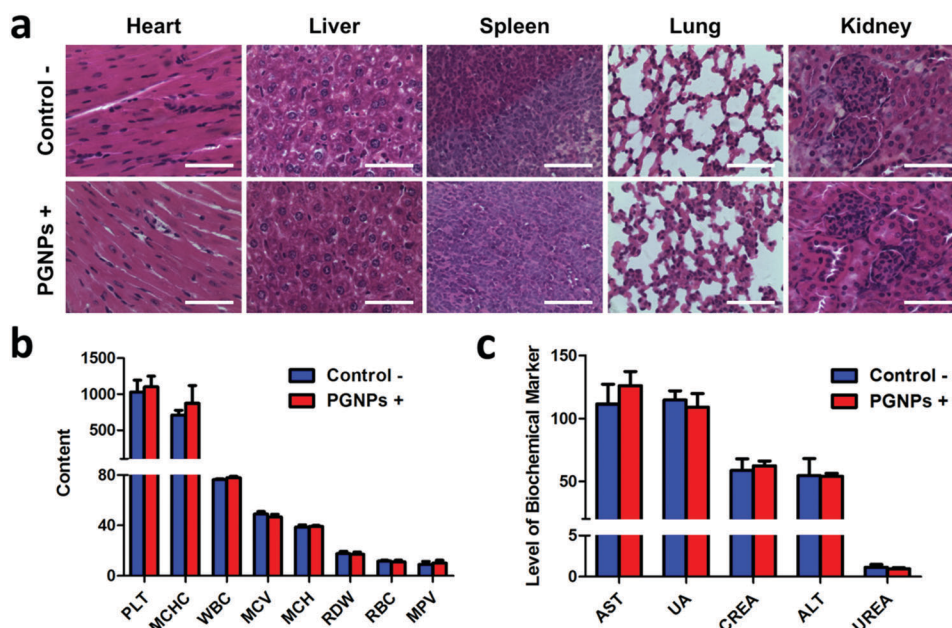 a
Heart Liver Spleen Lung Kidney
Control -
PGNPs +
b
Content
1500
1000
500
80
40
0
Control -
PGNPs +
PLT MCHC WBC MCV MCH RDW RBC MPV
c
Level of Biochemical Marker
150
100
50
5
0
Control -
PGNPs +
AST UA CREA ALT UREA